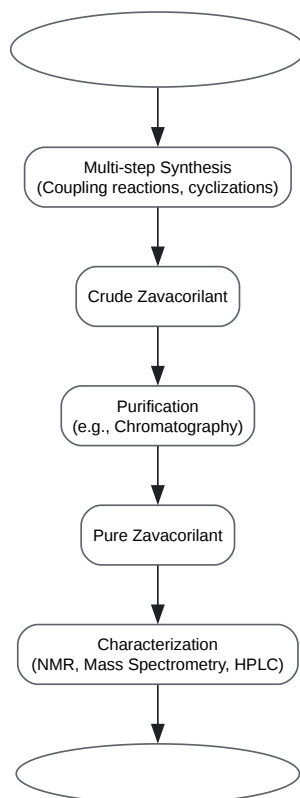 Multi-step Synthesis
(Coupling reactions, cyclizations)
Crude Zavacorilant
Purification
(e.g., Chromatography)
Pure Zavacorilant
Characterization
(NMR, Mass Spectrometry, HPLC)